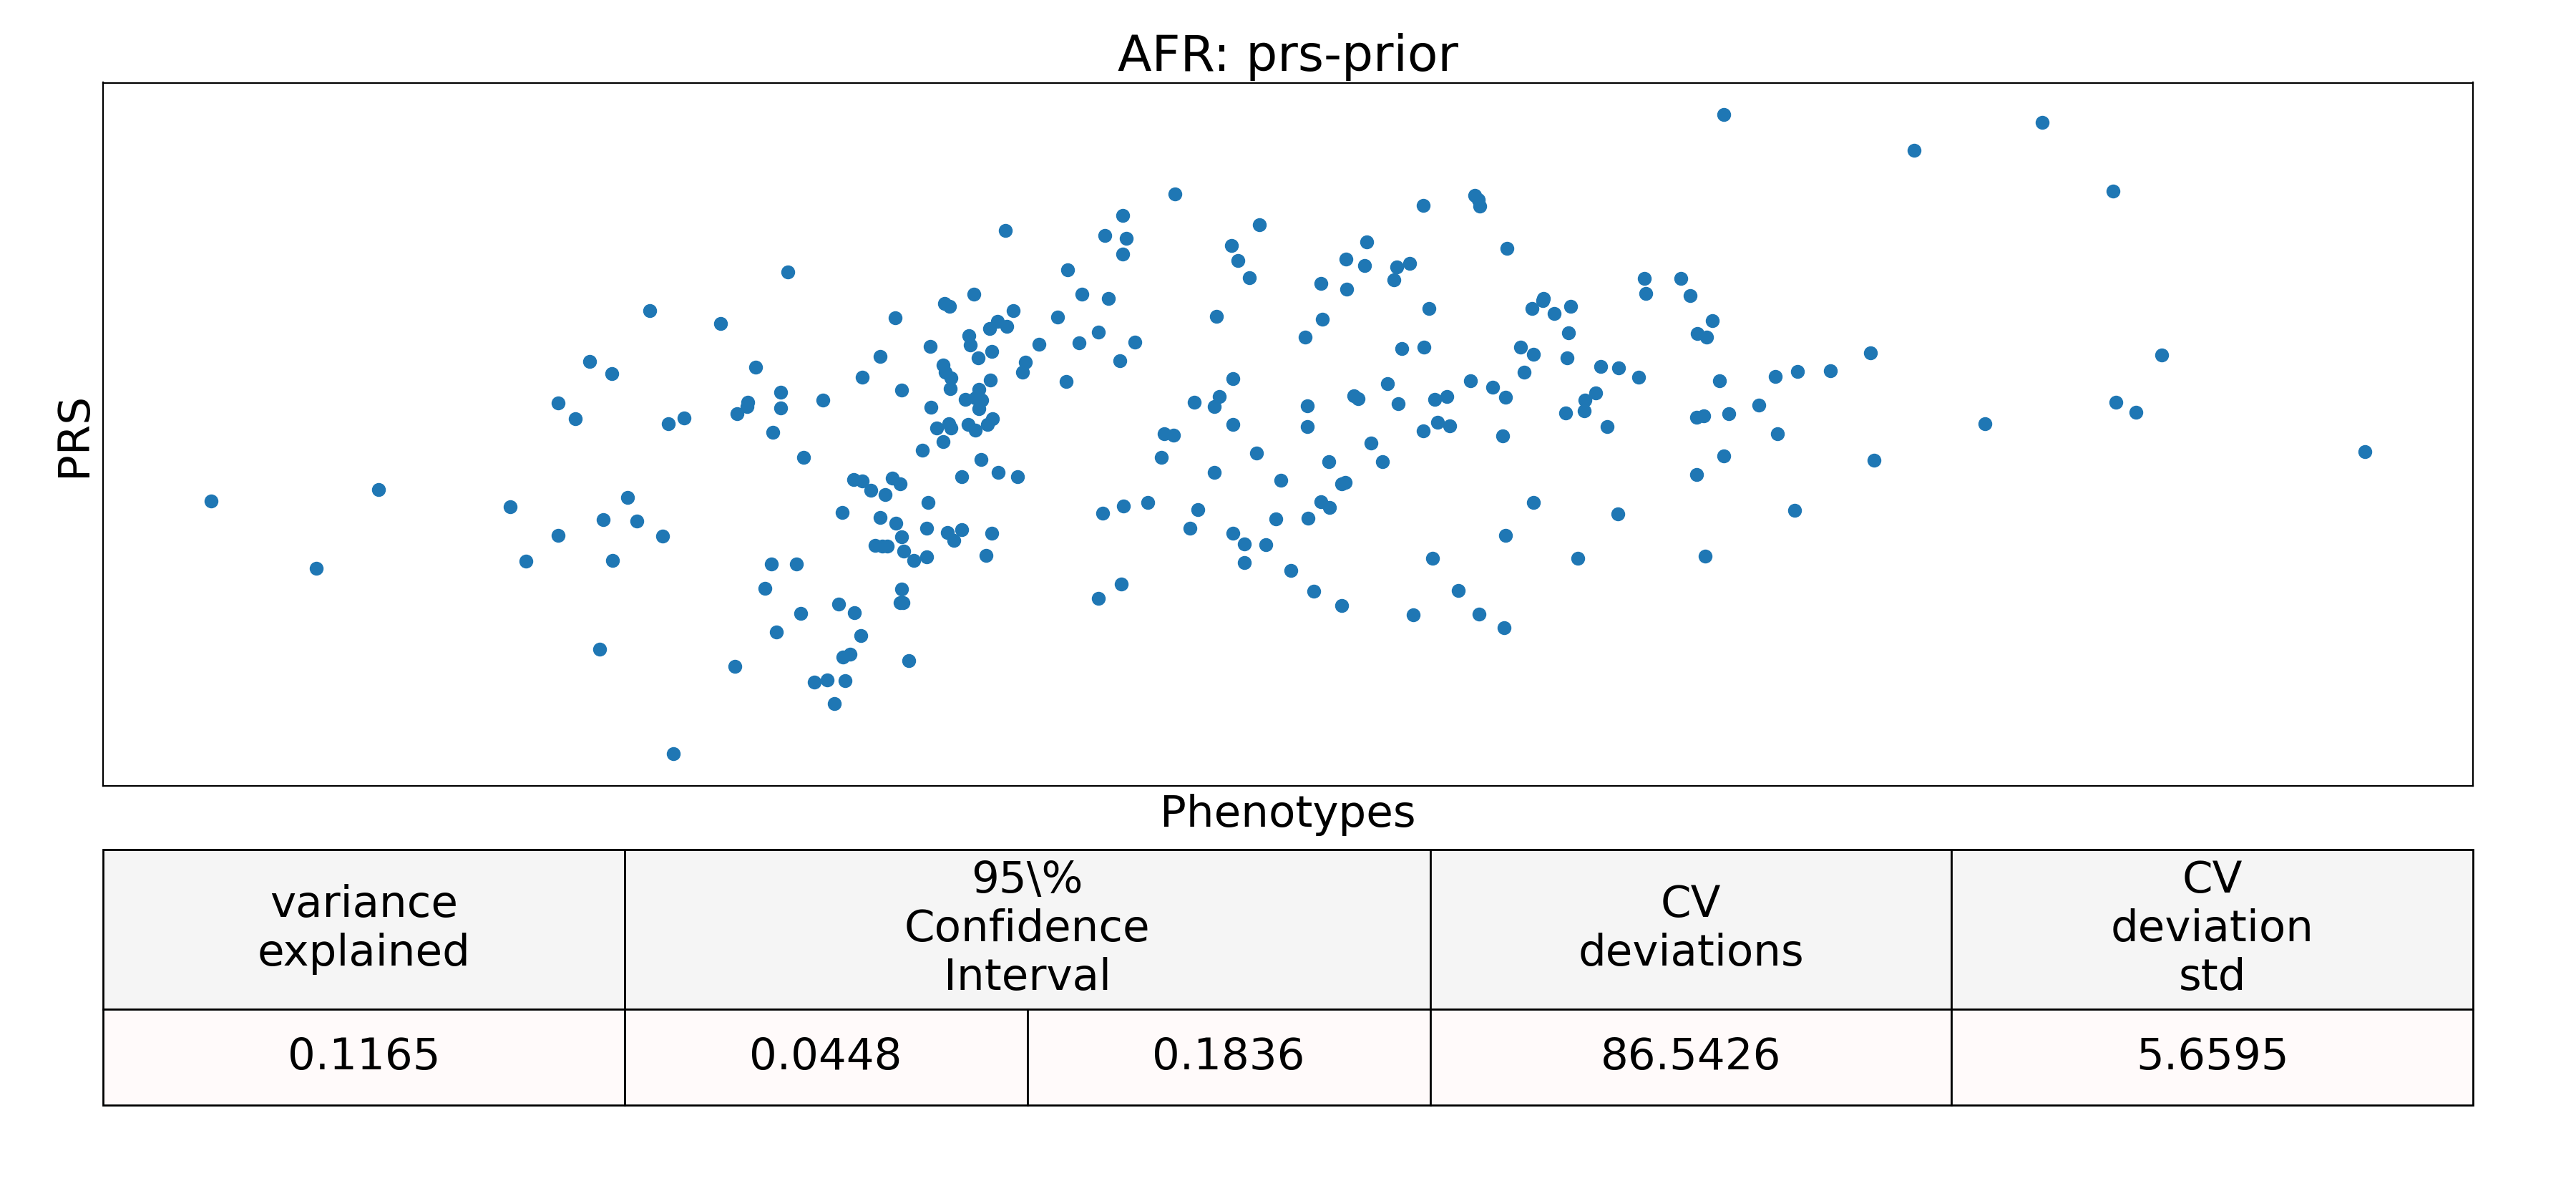 AFR: prs-prior
PRS
Phenotypes
variance
explained
95\%
Confidence
Interval
CV
deviations
CV
deviation
std
0.1165
0.0448
0.1836
86.5426
5.6595